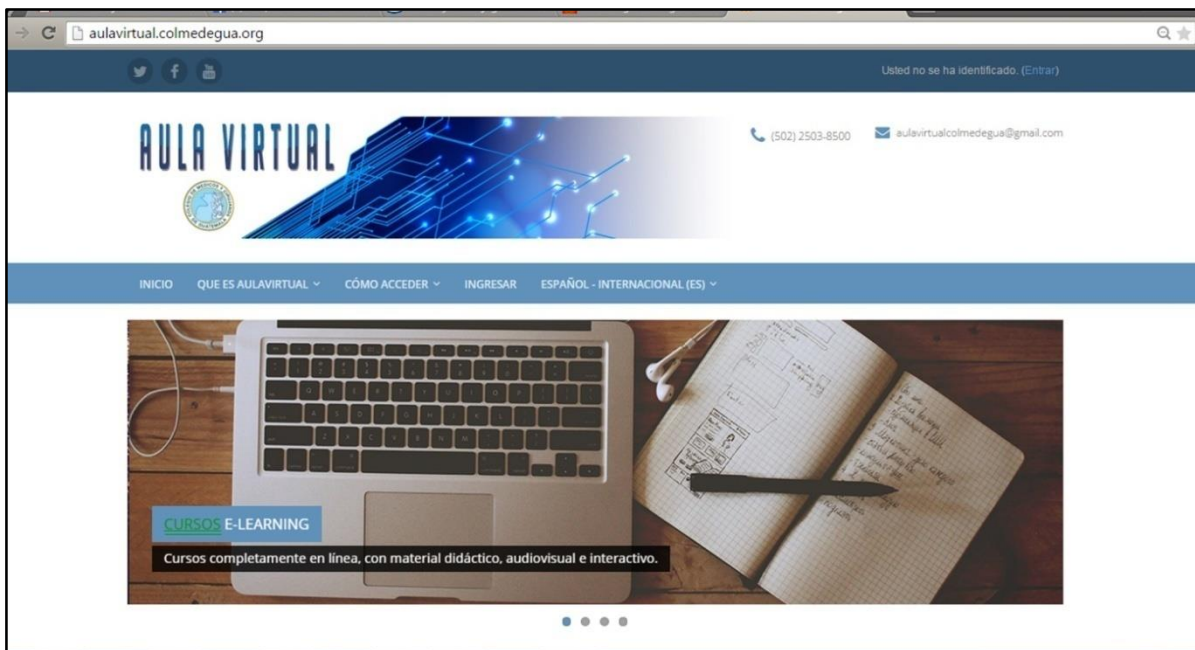 aulavirtual.colmedegua.org
Usted no se ha identificado. (Entrar)
AULA VIRTUAL
(502) 2503-8500
aulavirtualcolmedegua@gmail.com
INICIO QUE ES AULAVIRTUAL CÓMO ACCEDER INGRESAR ESPAÑOL - INTERNACIONAL (ES)
CURSOS E-LEARNING
Cursos completamente en línea, con material didáctico, audiovisual e interactivo.